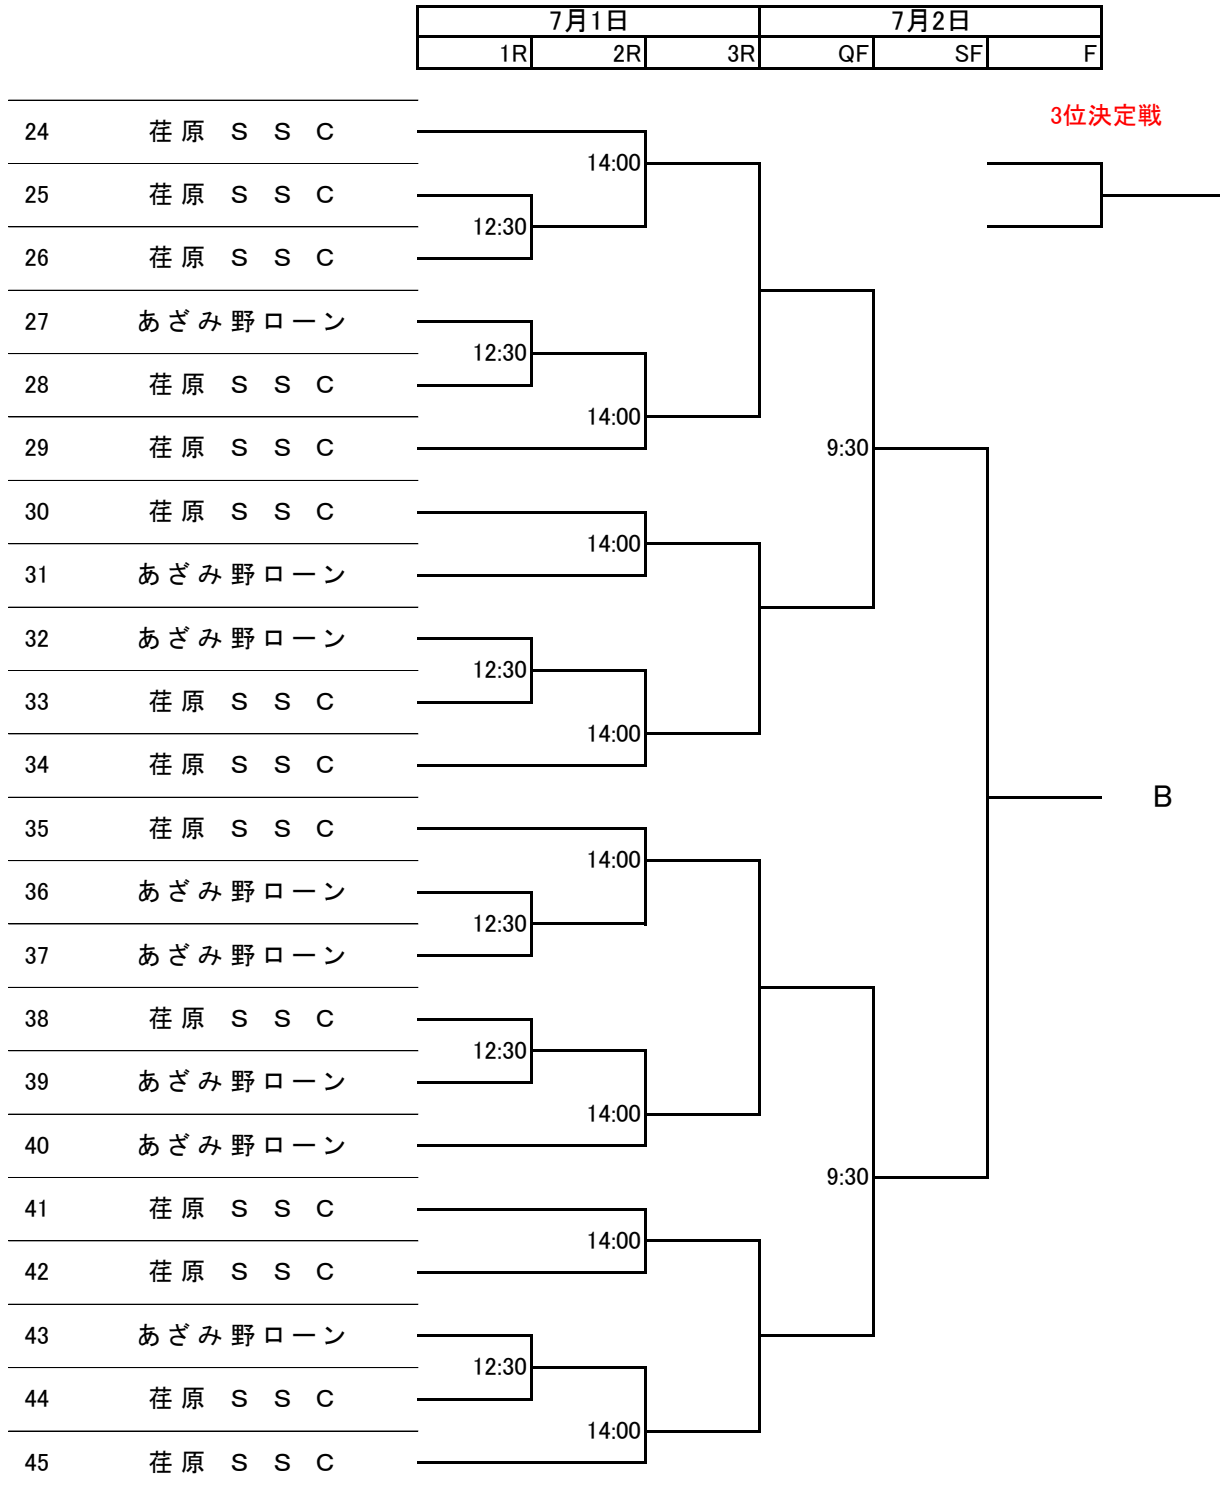 7月1日 7月2日
1R 2R 3R QF SF F
3位決定戦
24 荏原 S S C
14:00
25 荏原 S S C
12:30
26 荏原 S S C
27 あざみ野ローン
12:30
28 荏原 S S C
14:00
29 荏原 S S C 9:30
30 荏原 S S C
14:00
31 あざみ野ローン
32 あざみ野ローン
12:30
33 荏原 S S C
14:00
34 荏原 S S C
B
35 荏原 S S C
14:00
36 あざみ野ローン
12:30
37 あざみ野ローン
38 荏原 S S C
12:30
39 あざみ野ローン
14:00
40 あざみ野ローン
9:30
41 荏原 S S C
14:00
42 荏原 S S C
43 あざみ野ローン
12:30
44 荏原 S S C
14:00
45 荏原 S S C